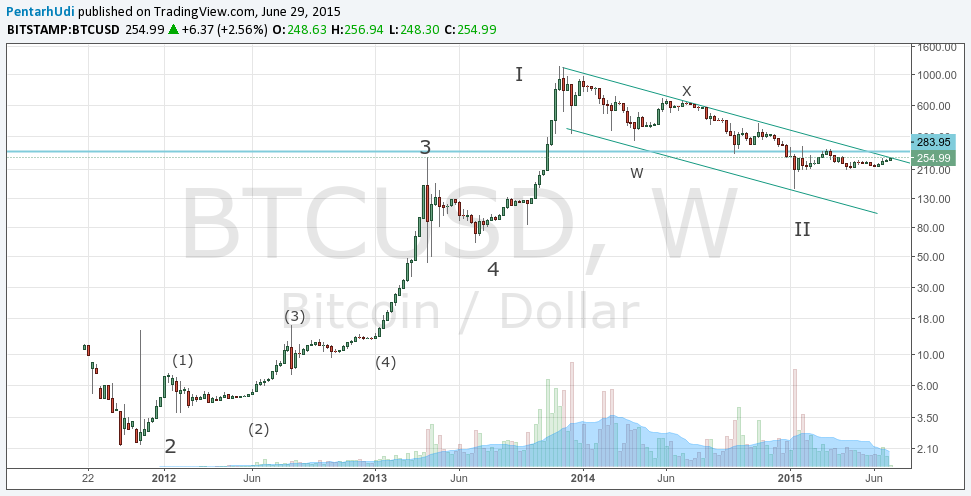 PentarhUdi published on TradingView.com, June 29, 2015
BITSTAMP:BTCUSD 254.99 ▲ +6.37 (+2.56%) O:248.63 H:256.94 L:248.30 C:254.99
BTCUSD, W
Bitcoin / Dollar
I
X
3
W
II
4
(3)
(1)
(4)
(2)
2
1600.00
1000.00
600.00
283.95
254.99
210.00
130.00
80.00
50.00
30.00
18.00
10.00
6.00
3.50
2.10
22 2012 Jun 2013 Jun 2014 Jun 2015 Jun